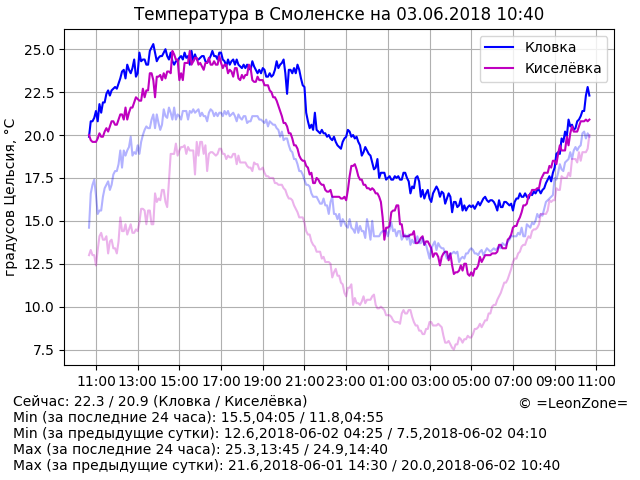 Температура в Смоленске на 03.06.2018 10:40
Кловка
Киселёвка
градусов Цельсия, °C
25.0
22.5
20.0
17.5
15.0
12.5
10.0
7.5
11:00 13:00 15:00 17:00 19:00 21:00 23:00 01:00 03:00 05:00 07:00 09:00 11:00
Сейчас: 22.3 / 20.9 (Кловка / Киселёвка)
© =LeonZone=
Min (за последние 24 часа): 15.5,04:05 / 11.8,04:55
Min (за предыдущие сутки): 12.6,2018-06-02 04:25 / 7.5,2018-06-02 04:10
Max (за последние 24 часа): 25.3,13:45 / 24.9,14:40
Max (за предыдущие сутки): 21.6,2018-06-01 14:30 / 20.0,2018-06-02 10:40